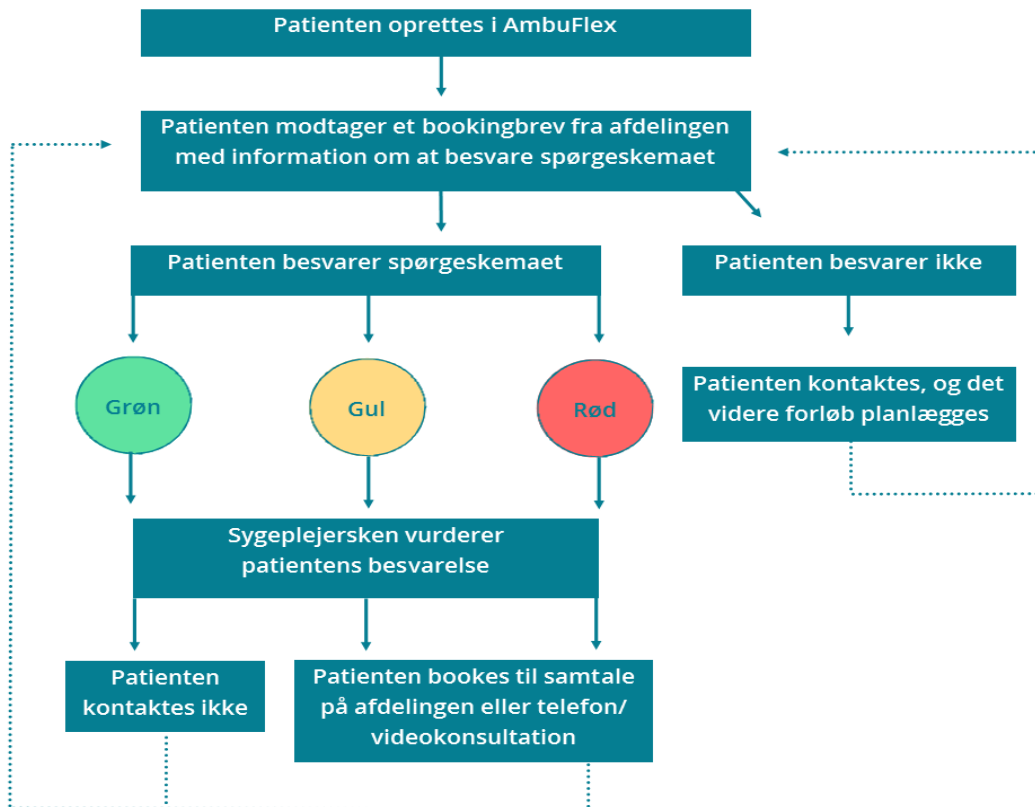 Patienten oprettes i AmbuFlex
Patienten modtager et bookingbrev fra afdelingen
med information om at besvare spørgeskemaet
Patienten besvarer spørgeskemaet
Patienten besvarer ikke
Grøn
Gul
Rød
Patienten kontaktes, og det
videre forløb planlægges
Sygeplejersken vurderer
patientens besvarelse
Patienten
kontaktes ikke
Patienten bookes til samtale
på afdelingen eller telefon/
videokonsultation